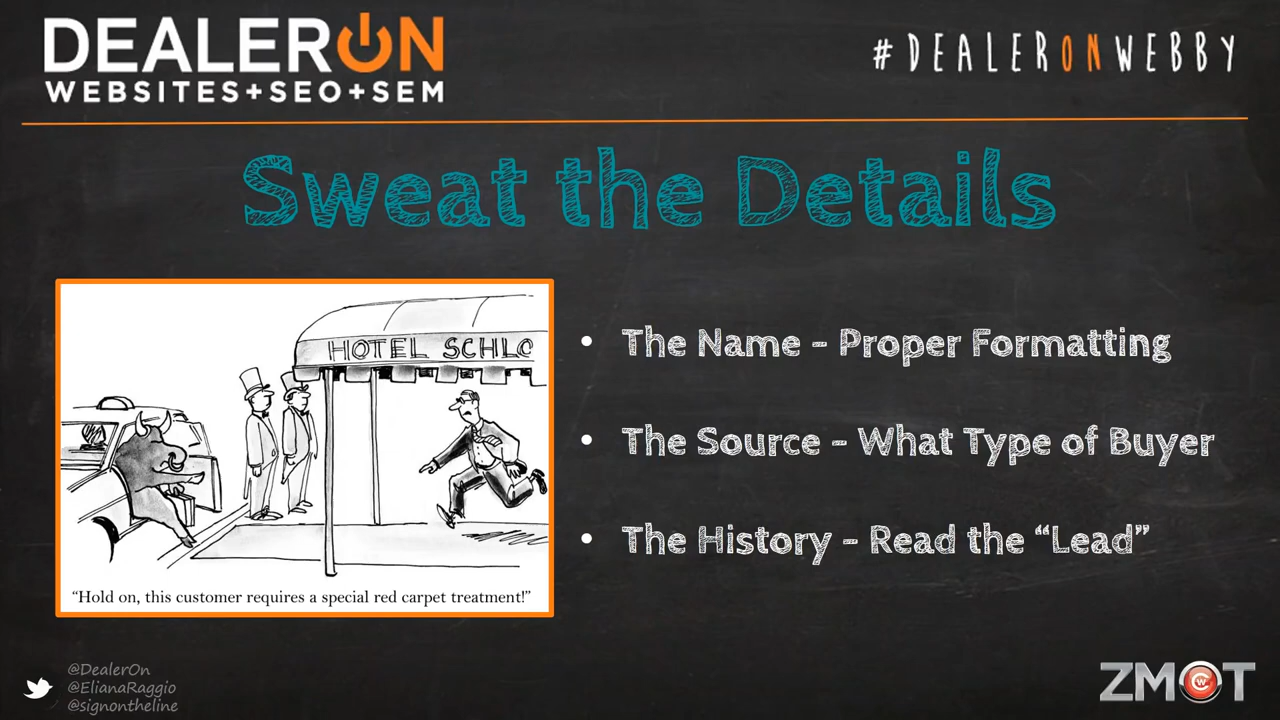 DEALERON
WEBSITES+SEO+SEM
#DEALERONWEBBY
Sweat the Details
HOTEL SCHLO
“Hold on, this customer requires a special red carpet treatment!”
• The Name - Proper Formatting
• The Source - What Type of Buyer
• The History - Read the “Lead”
@DealerOn
@ElianaRaggio
@signontheline
ZMOT